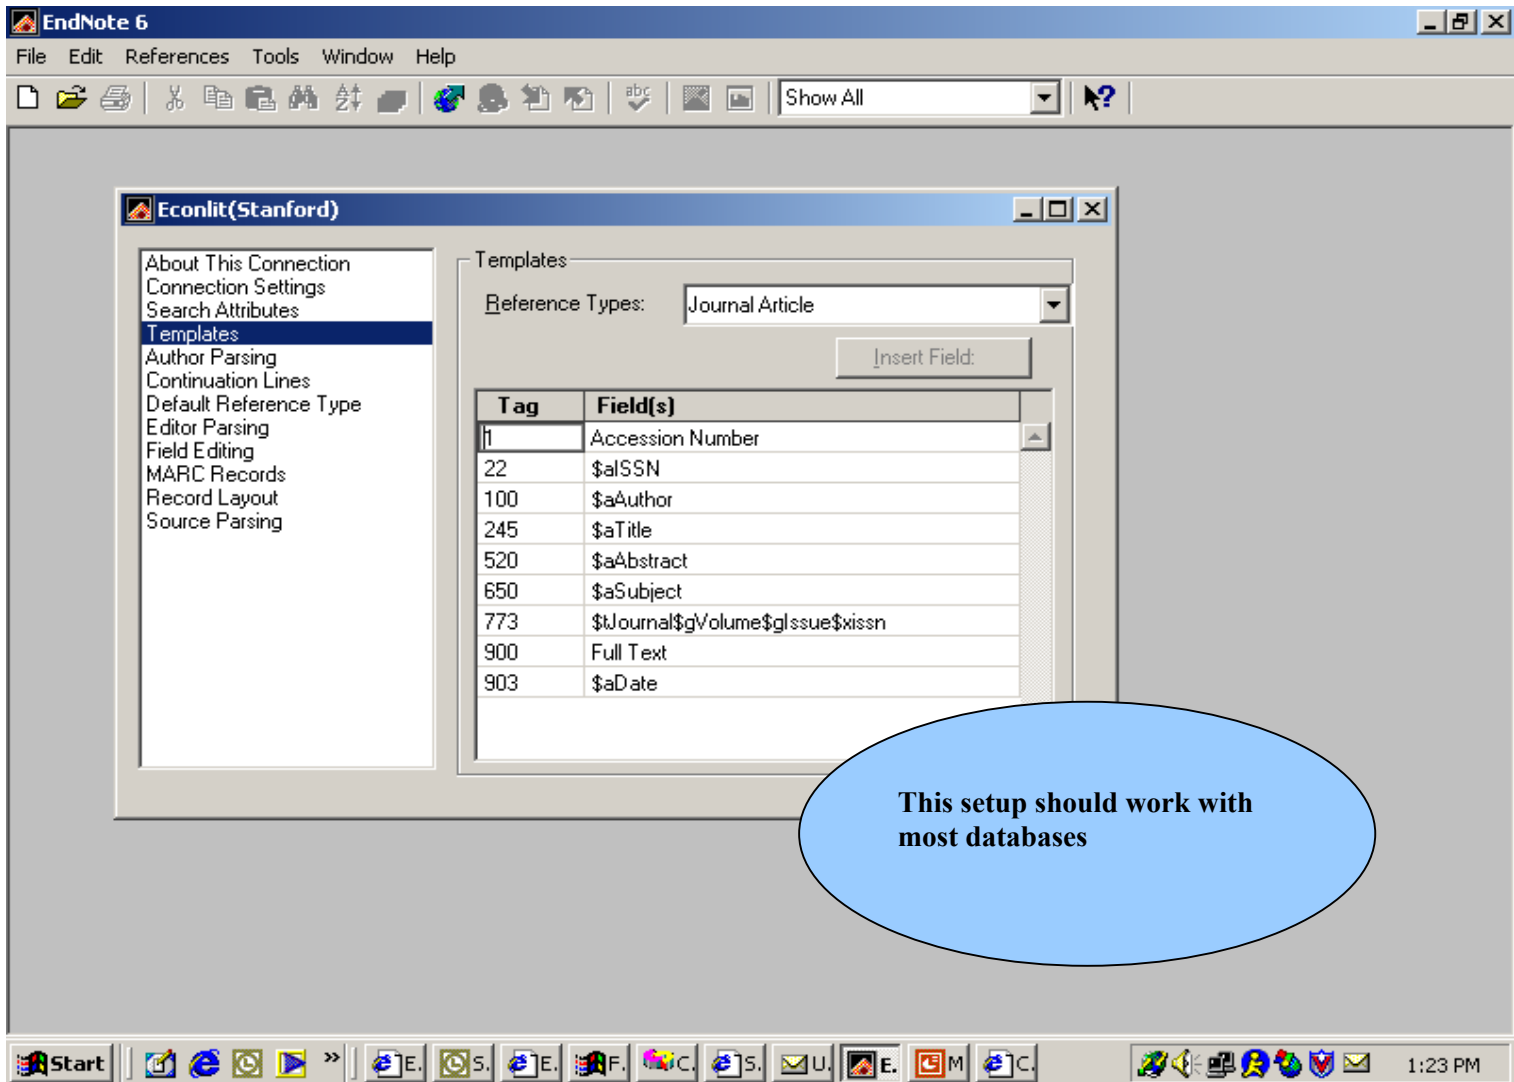 EndNote 6
File Edit References Tools Window Help
Show All
Econlit(Stanford)
About This Connection
Connection Settings
Search Attributes
Templates
Author Parsing
Continuation Lines
Default Reference Type
Editor Parsing
Field Editing
MARC Records
Record Layout
Source Parsing
Templates
Reference Types: Journal Article
Insert Field:
Tag Field(s)
1 Accession Number
22 $aISSN
100 $aAuthor
245 $aTitle
520 $aAbstract
650 $aSubject
773 $tJournal$gVolume$gIssue$xissn
900 Full Text
903 $aDate
This setup should work with
most databases
Start » E. S. E. F. C. S. U. E. M C. 1:23 PM